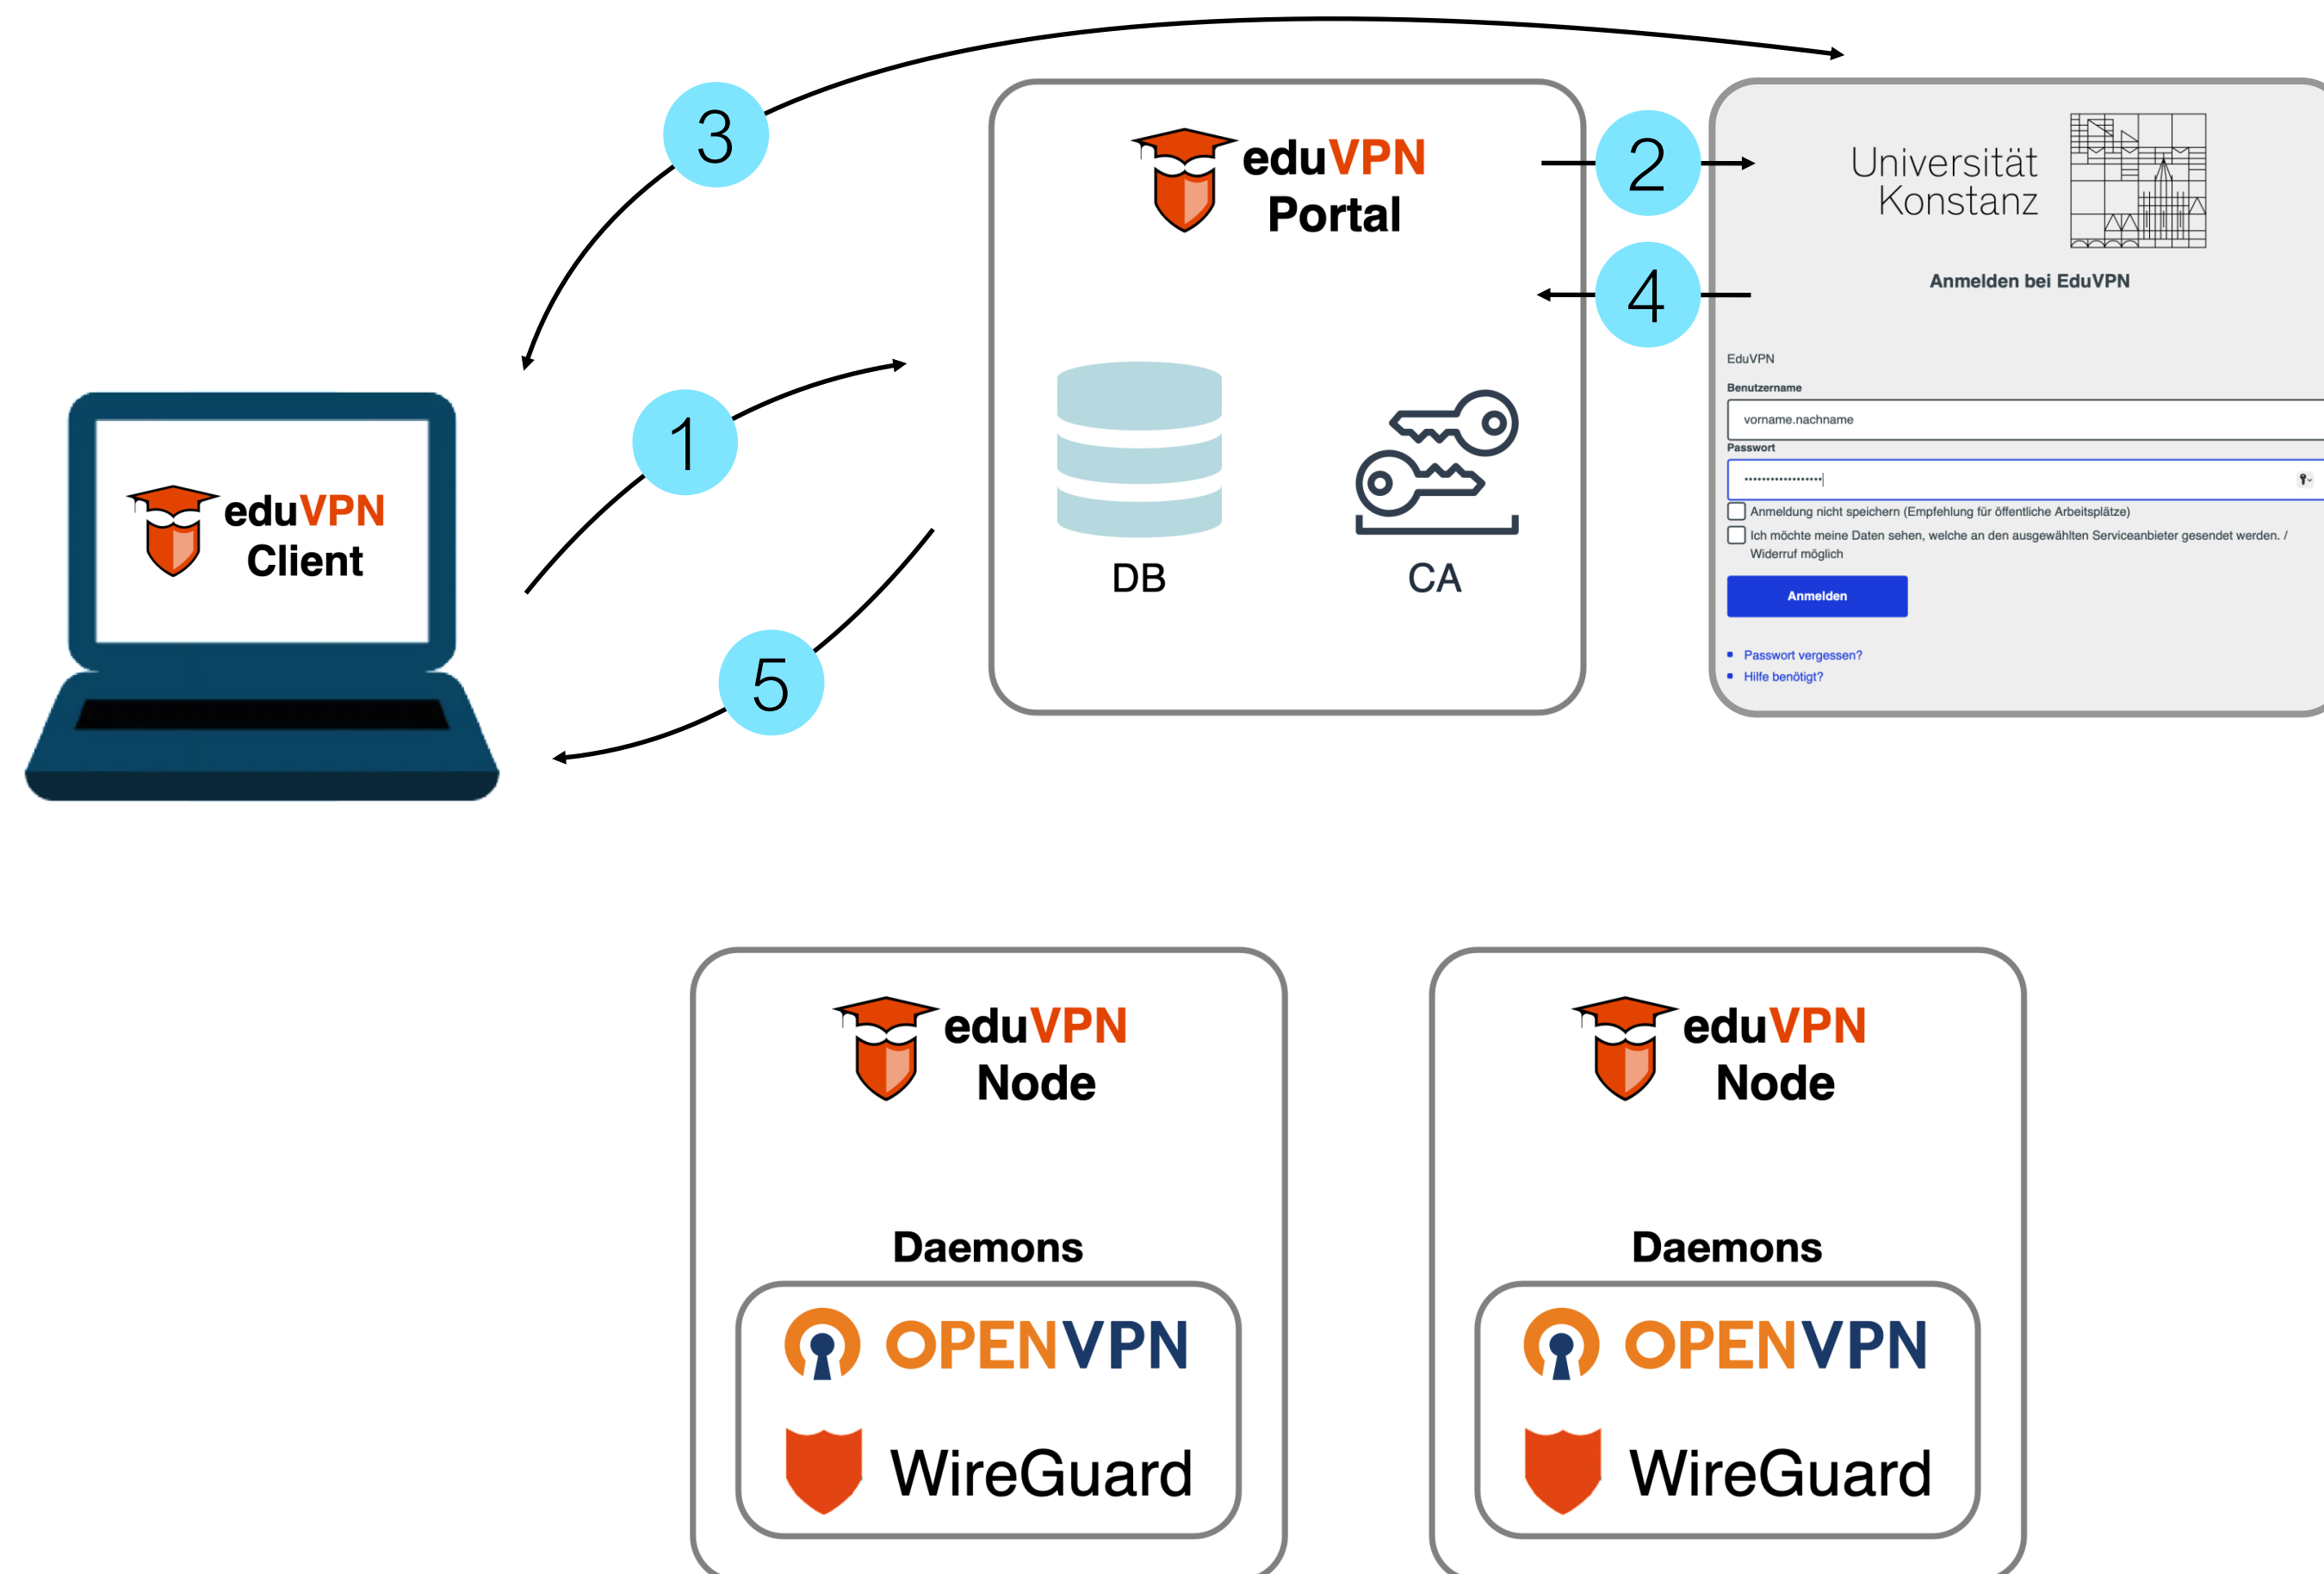 3
eduVPN
Portal
2
4
Universität
Konstanz
Anmelden bei EduVPN
EduVPN
Benutzername
vorname.nachname
Passwort
••••••••••••••••••
Anmeldung nicht speichern (Empfehlung für öffentliche Arbeitsplätze)
Ich möchte meine Daten sehen, welche an den ausgewählten Serviceanbieter gesendet werden. /
Widerruf möglich
Anmelden
Passwort vergessen?
Hilfe benötigt?
1
eduVPN
Client
DB
CA
5
eduVPN
Node
Daemons
OPENVPN
WireGuard
eduVPN
Node
Daemons
OPENVPN
WireGuard